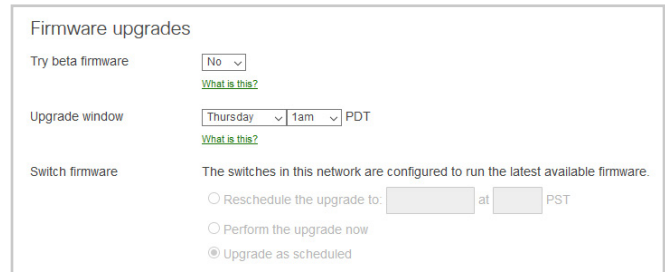 Firmware upgrades
Try beta firmware No
What is this?
Upgrade window Thursday 1am PDT
What is this?
Switch firmware The switches in this network are configured to run the latest available firmware.
Reschedule the upgrade to: at PST
Perform the upgrade now
Upgrade as scheduled